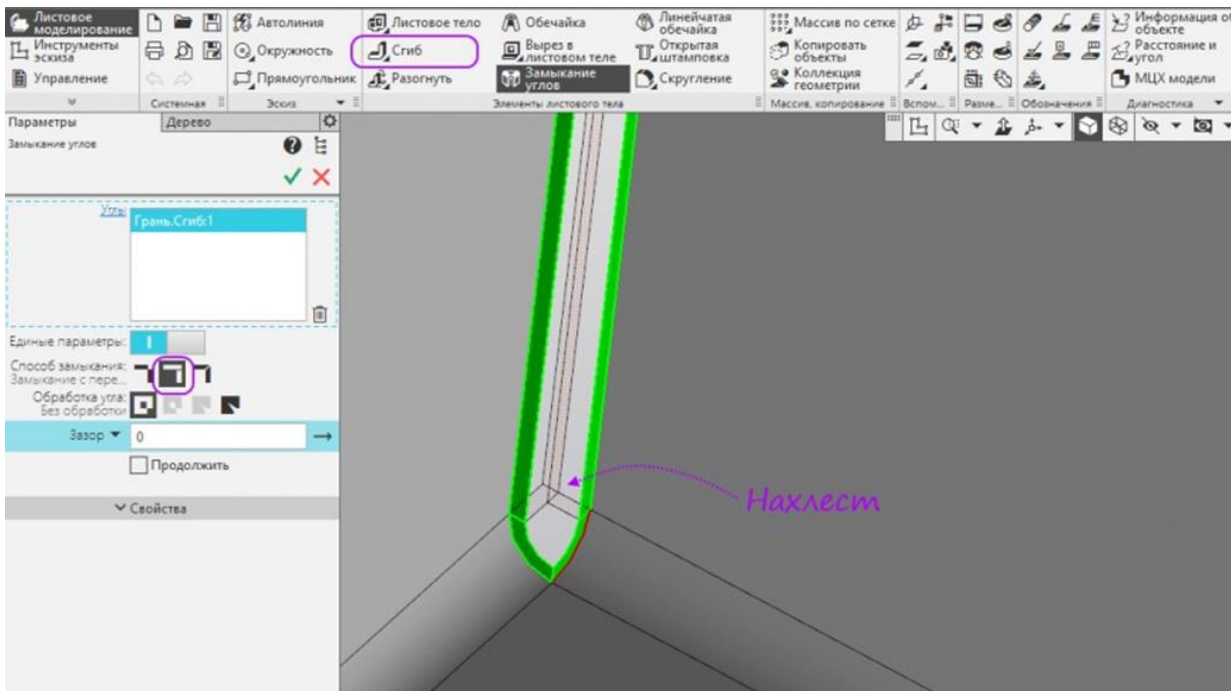 Листовое моделирование
Инструменты эскиза
Управление
Системная
Автолиния
Окружность
Прямоугольник
Эскиз
Листовое тело
Сгиб
Разогнуть
Обечайка
Вырез в листовом теле
Замыкание углов
Линейчатая обечайка
Открытая штамповка
Скругление
Элементы листового тела
Массив по сетке
Копировать объекты
Коллекция геометрии
Массив, копирование
Вспом...
Разме...
Обозначения
Информация об объекте
Расстояние и угол
МЦХ модели
Диагностика
Параметры
Дерево
Замыкание углов
Углы
Грань.Сгиб:1
Единые параметры:
Способ замыкания:
Замыкание с пере...
Обработка угла:
Без обработки
Зазор
0
Продолжить
Свойства
Нахлест